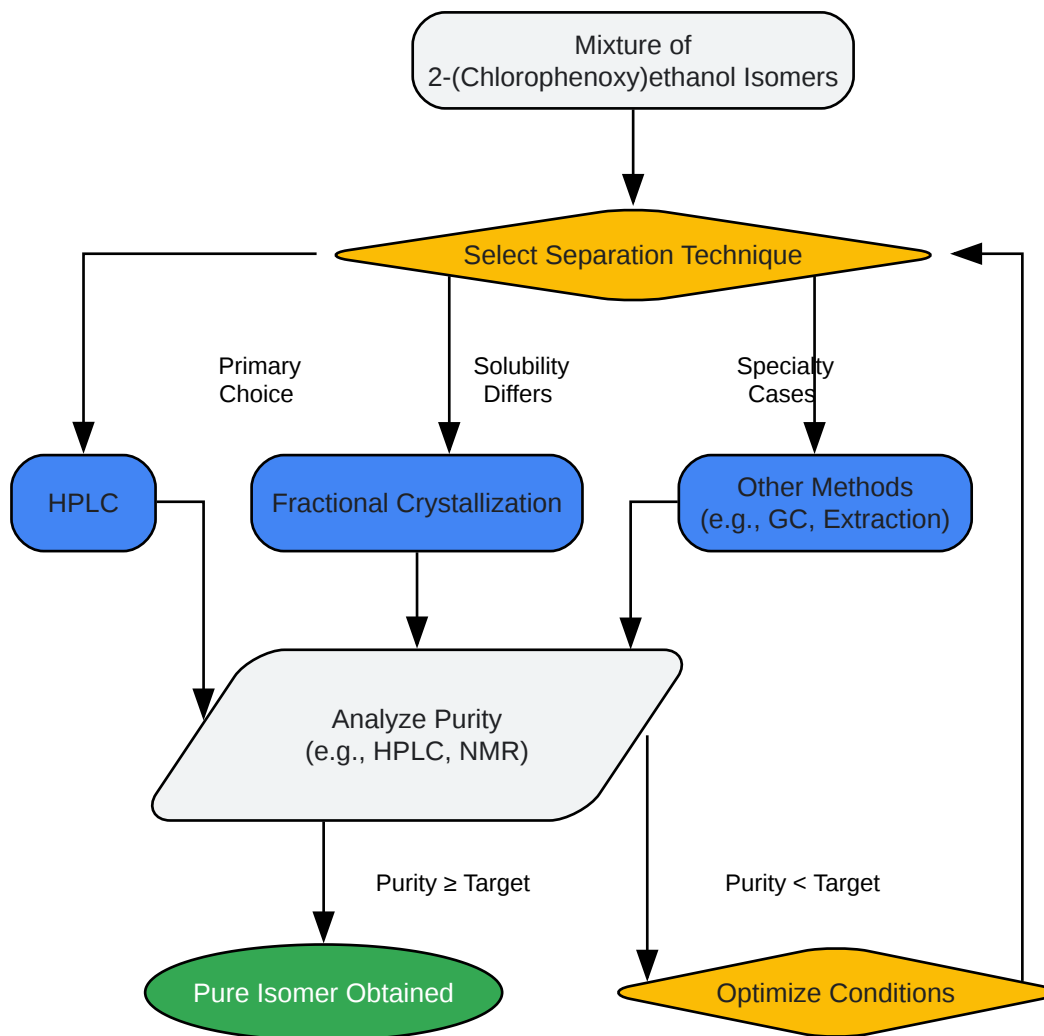 Mixture of
2-(Chlorophenoxy)ethanol Isomers
Select Separation Technique
Primary
Choice
Solubility
Differs
Specialty
Cases
HPLC
Fractional Crystallization
Other Methods
(e.g., GC, Extraction)
Analyze Purity
(e.g., HPLC, NMR)
Purity ≥ Target
Purity < Target
Pure Isomer Obtained
Optimize Conditions